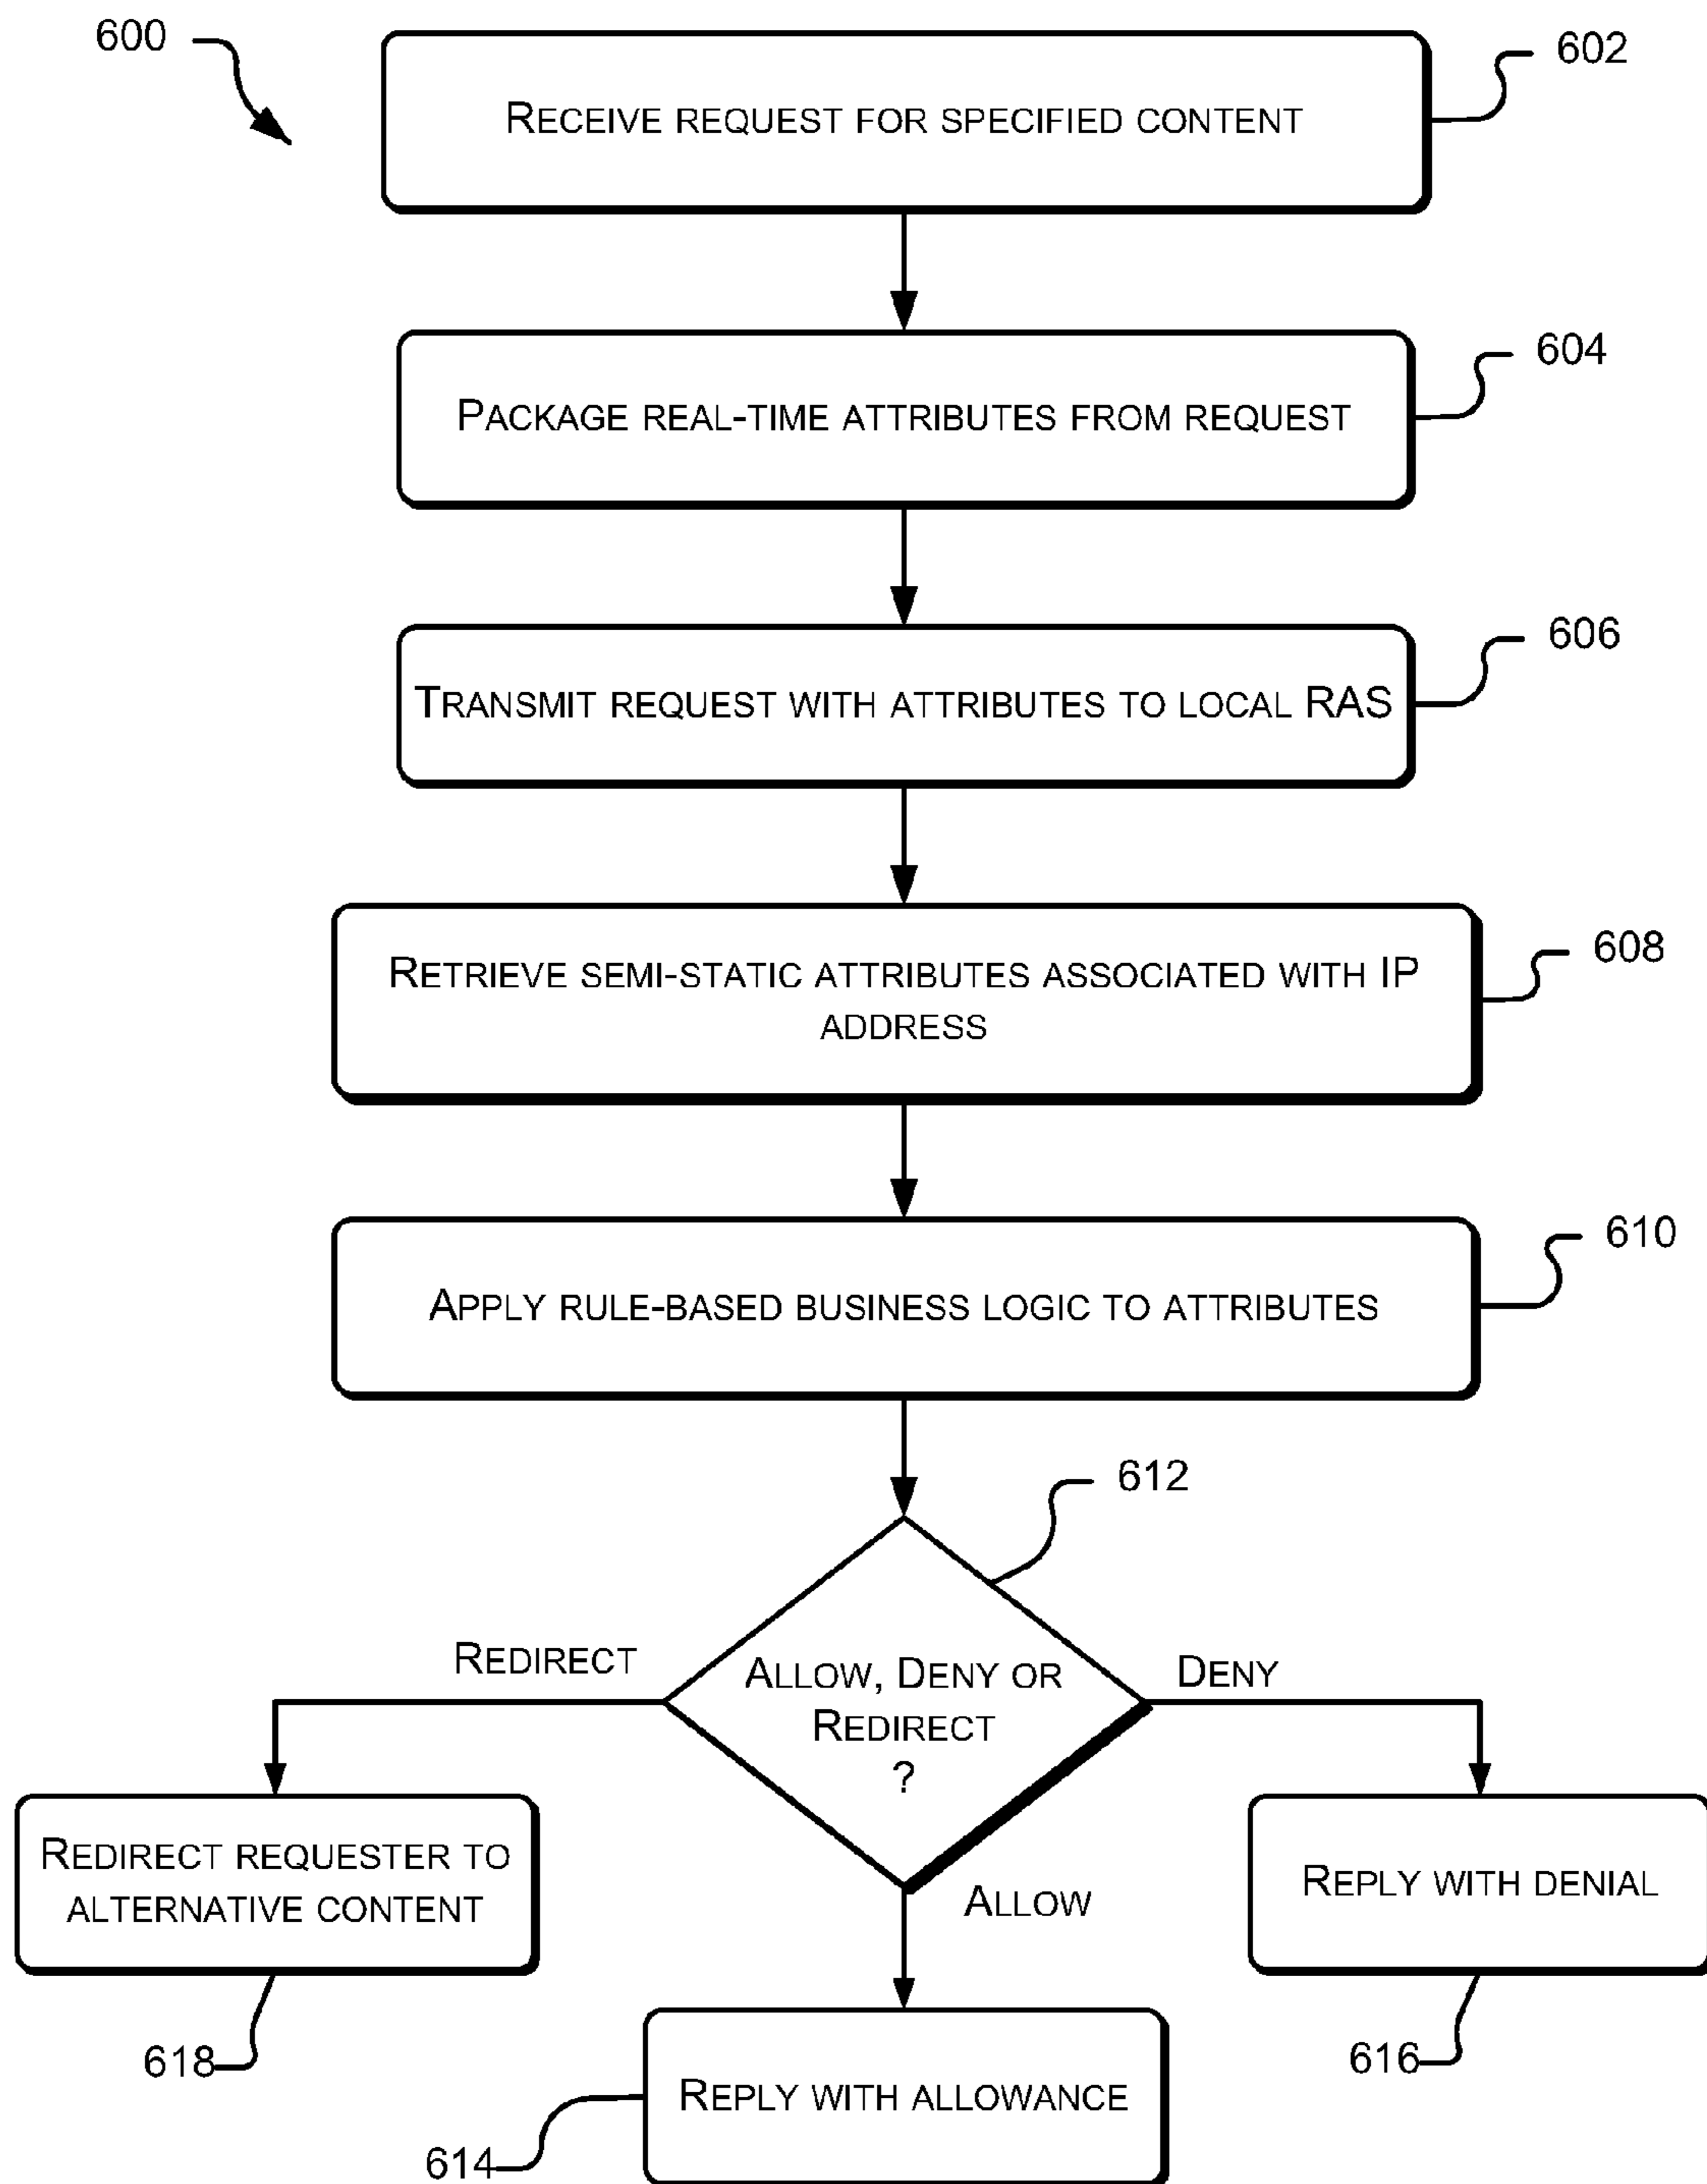 600
602
RECEIVE REQUEST FOR SPECIFIED CONTENT
604
PACKAGE REAL-TIME ATTRIBUTES FROM REQUEST
606
TRANSMIT REQUEST WITH ATTRIBUTES TO LOCAL RAS
608
RETRIEVE SEMI-STATIC ATTRIBUTES ASSOCIATED WITH IP
ADDRESS
610
APPLY RULE-BASED BUSINESS LOGIC TO ATTRIBUTES
612
REDIRECT
ALLOW, DENY OR
REDIRECT
?
DENY
REDIRECT REQUESTER TO
ALTERNATIVE CONTENT
ALLOW
REPLY WITH DENIAL
618
616
REPLY WITH ALLOWANCE
614